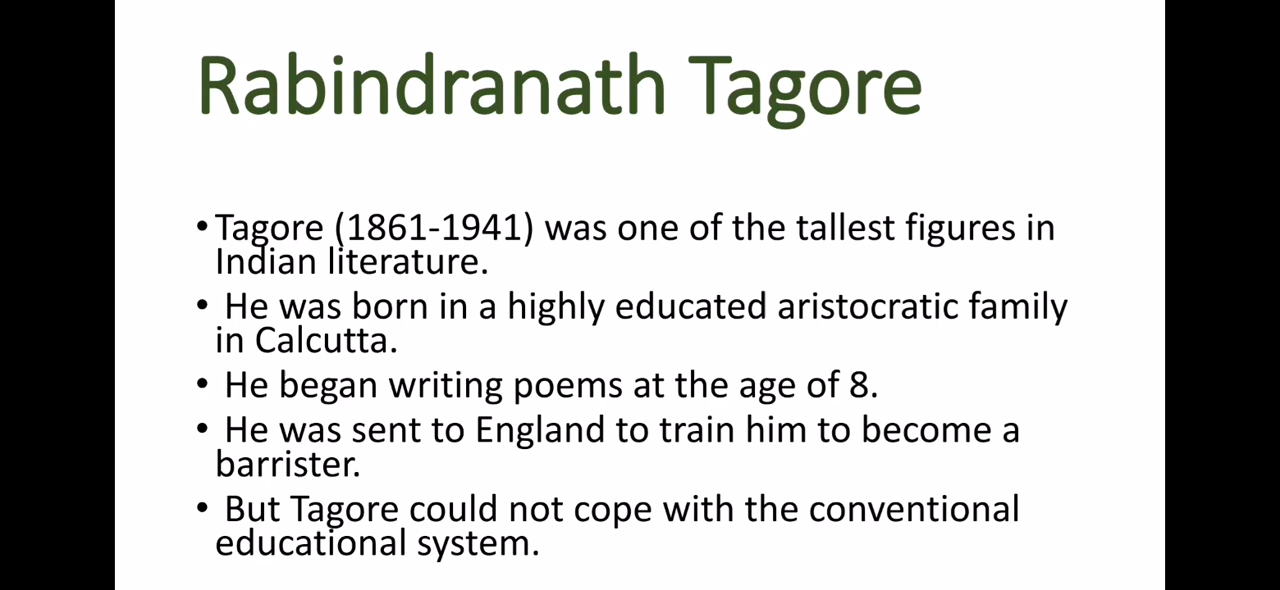 Rabindranath Tagore
•Tagore (1861-1941) was one of the tallest figures in
Indian literature.
• He was born in a highly educated aristocratic family
in Calcutta.
• He began writing poems at the age of 8.
• He was sent to England to train him to become a
barrister.
• But Tagore could not cope with the conventional
educational system.